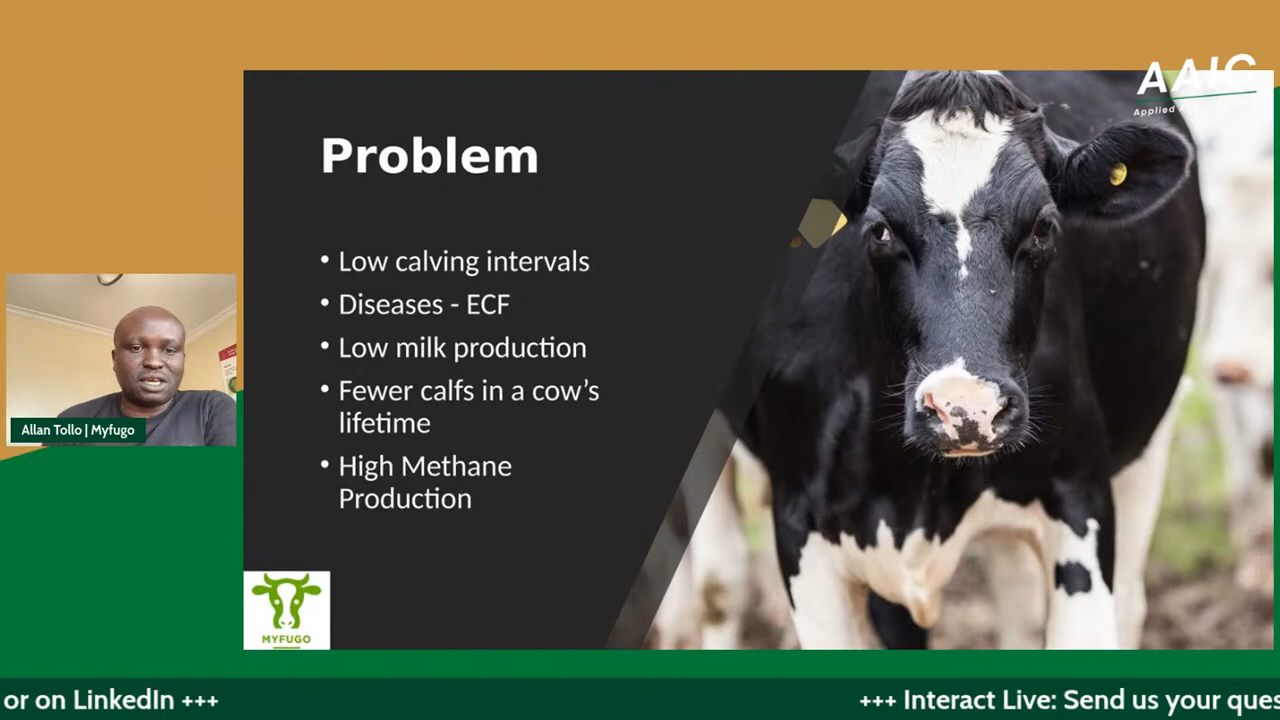 AAIC
Applied
Problem
• Low calving intervals
• Diseases - ECF
• Low milk production
• Fewer calfs in a cow’s
lifetime
• High Methane
Production
Allan Tollo | Myfugo
MYFUGO
or on LinkedIn +++
+++ Interact Live: Send us your ques